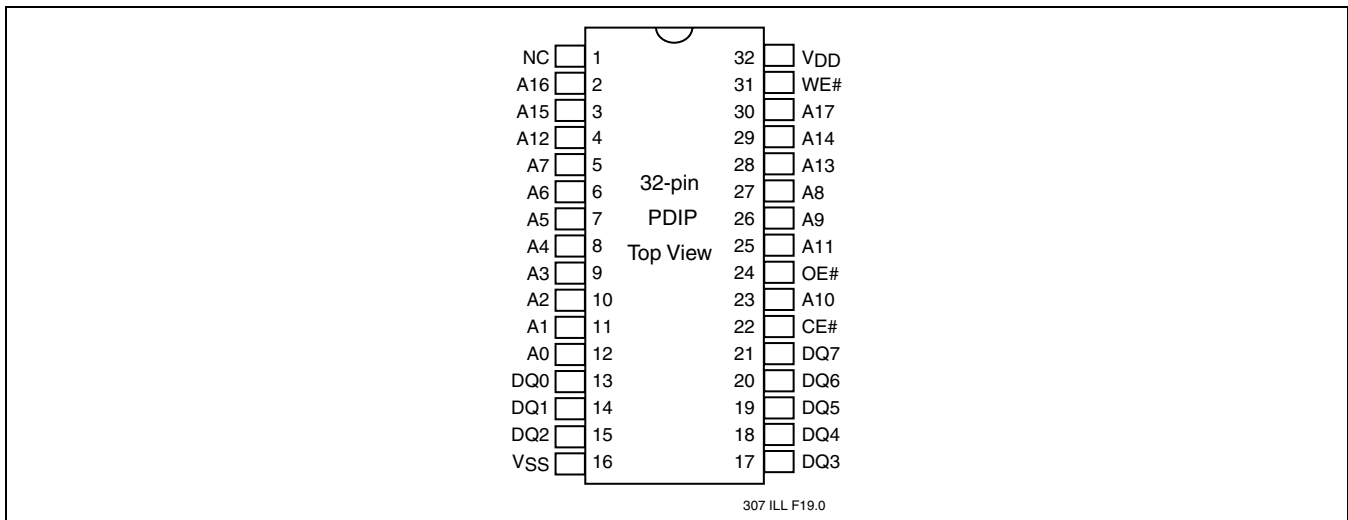 NC 1 32 VDD
A16 2 31 WE#
A15 3 30 A17
A12 4 29 A14
A7 5 28 A13
A6 6 32-pin 27 A8
A5 7 PDIP 26 A9
A4 8 Top View 25 A11
A3 9 24 OE#
A2 10 23 A10
A1 11 22 CE#
A0 12 21 DQ7
DQ0 13 20 DQ6
DQ1 14 19 DQ5
DQ2 15 18 DQ4
VSS 16 17 DQ3
307 ILL F19.0